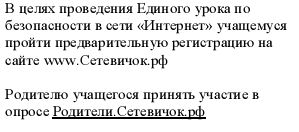 В целях проведения Единого урока по
безопасности в сети «Интернет» учащемуся
пройти предварительную регистрацию на
сайте www.Сетевичок.рф
Родителю учащегося принять участие в
опросе Родители.Сетевичок.рф